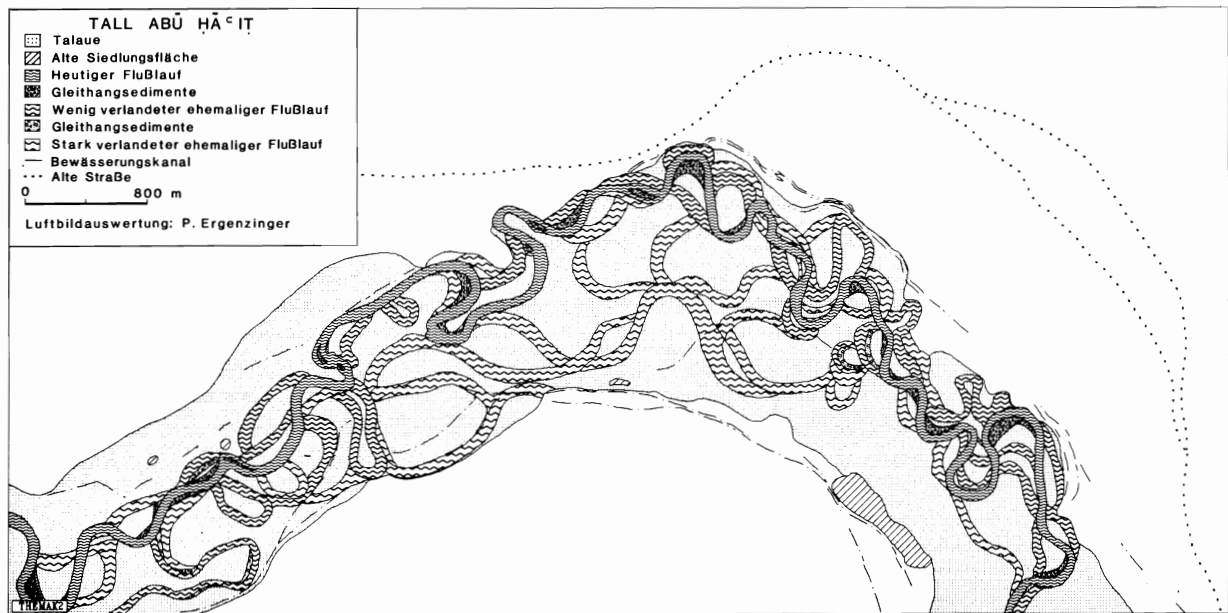 TALL ABŪ ḤĀᶜIṬ
Talaue
Alte Siedlungsfläche
Heutiger Flußlauf
Gleithangsedimente
Wenig verlandeter ehemaliger Flußlauf
Gleithangsedimente
Stark verlandeter ehemaliger Flußlauf
Bewässerungskanal
Alte Straße
0 800 m
Luftbildauswertung: P. Ergenzinger
THEMAKS